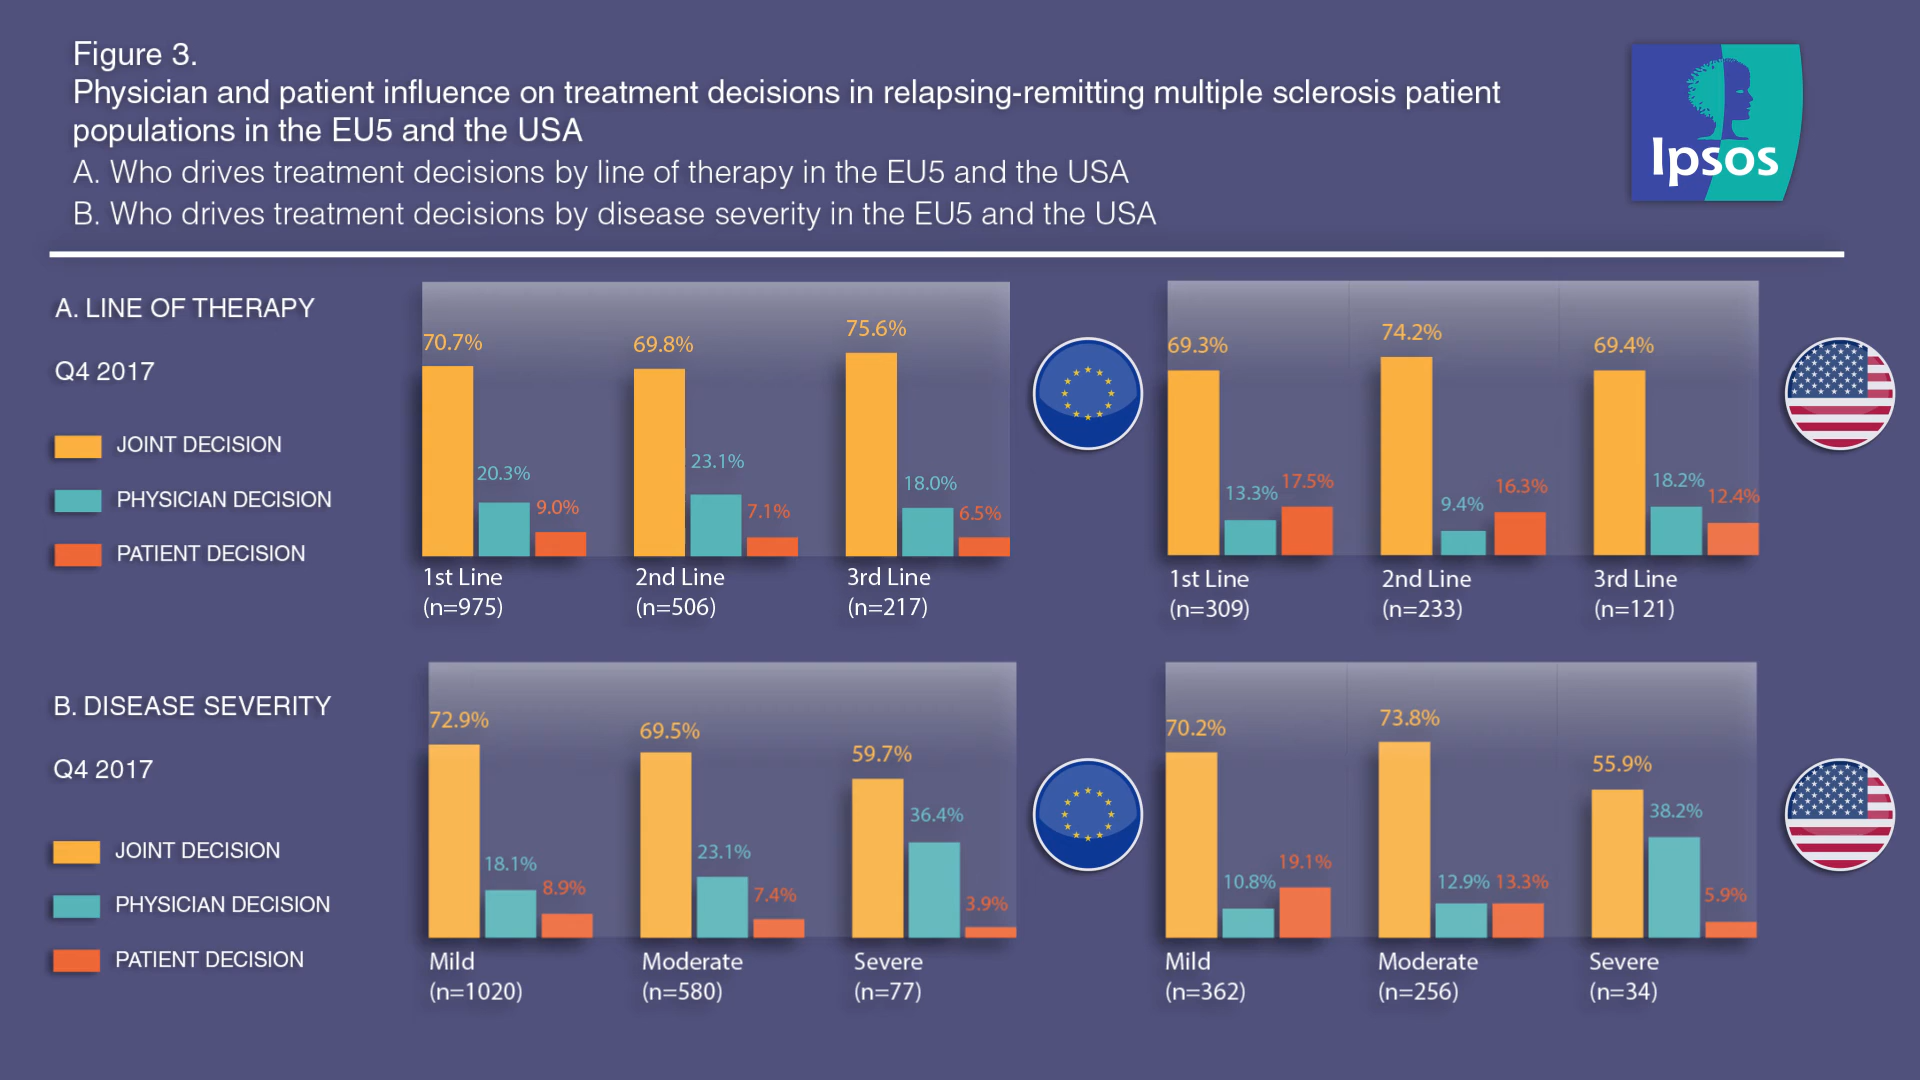 Figure 3.
Physician and patient influence on treatment decisions in relapsing-remitting multiple sclerosis patient
populations in the EU5 and the USA
A. Who drives treatment decisions by line of therapy in the EU5 and the USA
B. Who drives treatment decisions by disease severity in the EU5 and the USA
Ipsos
A. LINE OF THERAPY
Q4 2017
JOINT DECISION
PHYSICIAN DECISION
PATIENT DECISION
70.7%
20.3%
9.0%
69.8%
23.1%
7.1%
75.6%
18.0%
6.5%
1st Line
(n=975)
2nd Line
(n=506)
3rd Line
(n=217)
69.3%
13.3%
17.5%
74.2%
9.4%
16.3%
69.4%
18.2%
12.4%
1st Line
(n=309)
2nd Line
(n=233)
3rd Line
(n=121)
B. DISEASE SEVERITY
Q4 2017
JOINT DECISION
PHYSICIAN DECISION
PATIENT DECISION
72.9%
18.1%
8.9%
69.5%
23.1%
7.4%
59.7%
36.4%
3.9%
Mild
(n=1020)
Moderate
(n=580)
Severe
(n=77)
70.2%
10.8%
19.1%
73.8%
12.9%
13.3%
55.9%
38.2%
5.9%
Mild
(n=362)
Moderate
(n=256)
Severe
(n=34)